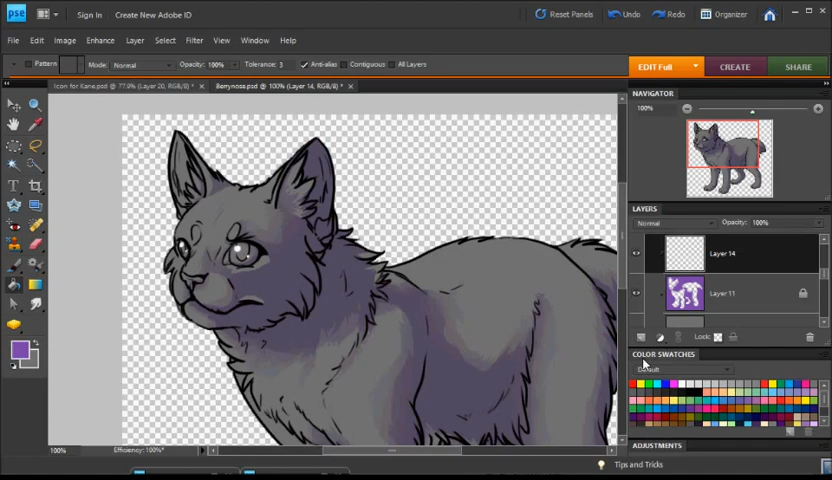 pse Sign In Create New Adobe ID Reset Panels Undo Redo Organizer
File Edit Image Enhance Layer Select Filter View Window Help
Pattern Mode: Normal Opacity: 100% Tolerance: 3 Anti-alias Contiguous All Layers
EDIT Full CREATE SHARE
Icon for Kane.psd @ 77.9% (Layer 20, RGB/8) * Berrynose.psd @ 100% (Layer 14, RGB/8) *
NAVIGATOR
100%
LAYERS
Normal Opacity: 100%
Layer 14
Layer 11
Lock:
COLOR SWATCHES
Default
ADJUSTMENTS
100% Efficiency: 100%*
Tips and Tricks